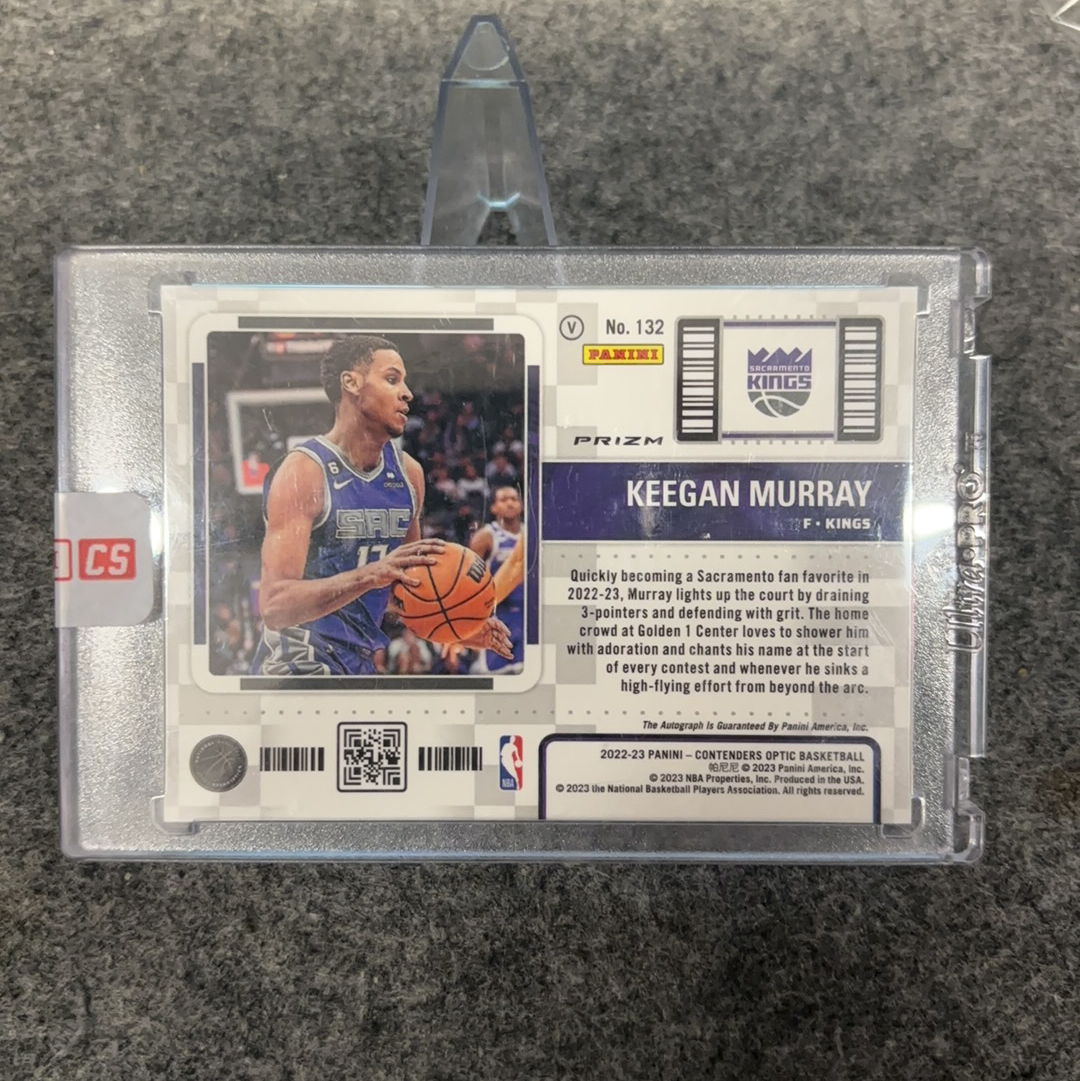 V No. 132
PANINI
SACRAMENTO
KINGS
PRIZM
KEEGAN MURRAY
F • KINGS
6
SAC
CS
Quickly becoming a Sacramento fan favorite in
2022-23, Murray lights up the court by draining
3-pointers and defending with grit. The home
crowd at Golden 1 Center loves to shower him
with adoration and chants his name at the start
of every contest and whenever he sinks a
high-flying effort from beyond the arc.
The Autograph Is Guaranteed By Panini America, Inc.
2022-23 PANINI – CONTENDERS OPTIC BASKETBALL
帕尼尼 © 2023 Panini America, Inc.
© 2023 NBA Properties, Inc. Produced in the USA.
© 2023 the National Basketball Players Association. All rights reserved.
NBA
Ultra•PRO®